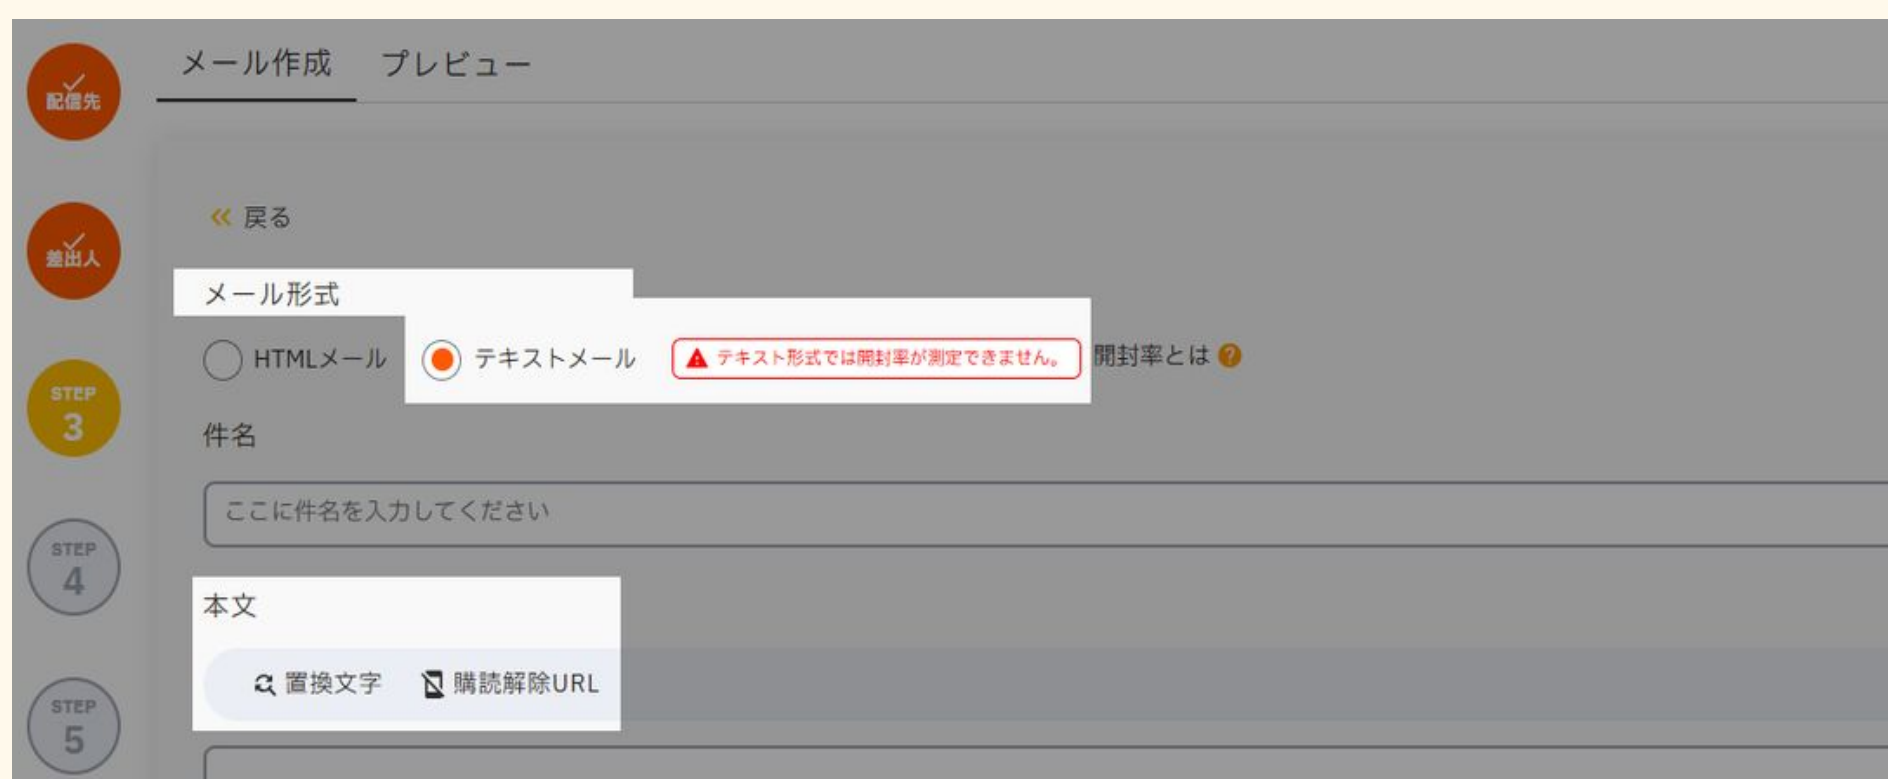 メール作成 プレビュー
配信先
戻る
差出人
メール形式
HTMLメール テキストメール テキスト形式では開封率が測定できません。 開封率とは ?
STEP
3
件名
ここに件名を入力してください
STEP
4
本文
置換文字 購読解除URL
STEP
5